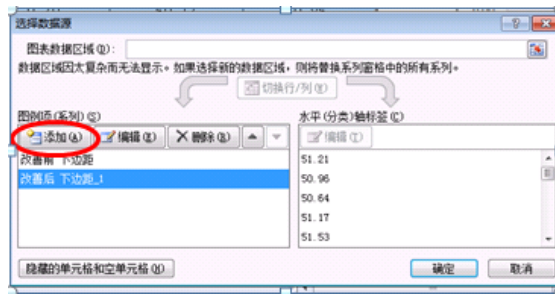 选择数据源
图表数据区域(D):
数据区域因太复杂而无法显示。如果选择新的数据区域，则将替换系列窗格中的所有系列。
切换行/列(W)
图例项(系列)(S)
水平(分类)轴标签(C)
添加(A) 编辑(E) 删除(R)
编辑(T)
改善前 下边距
改善后 下边距_1
51.21
50.96
50.64
51.17
51.53
隐藏的单元格和空单元格(H)
确定 取消